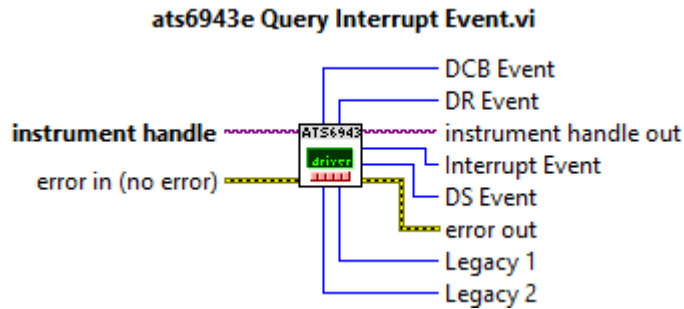 ats6943e Query Interrupt Event.vi
DCB Event
DR Event
instrument handle
ATS6943
instrument handle out
driver
Interrupt Event
error in (no error)
DS Event
error out
Legacy 1
Legacy 2